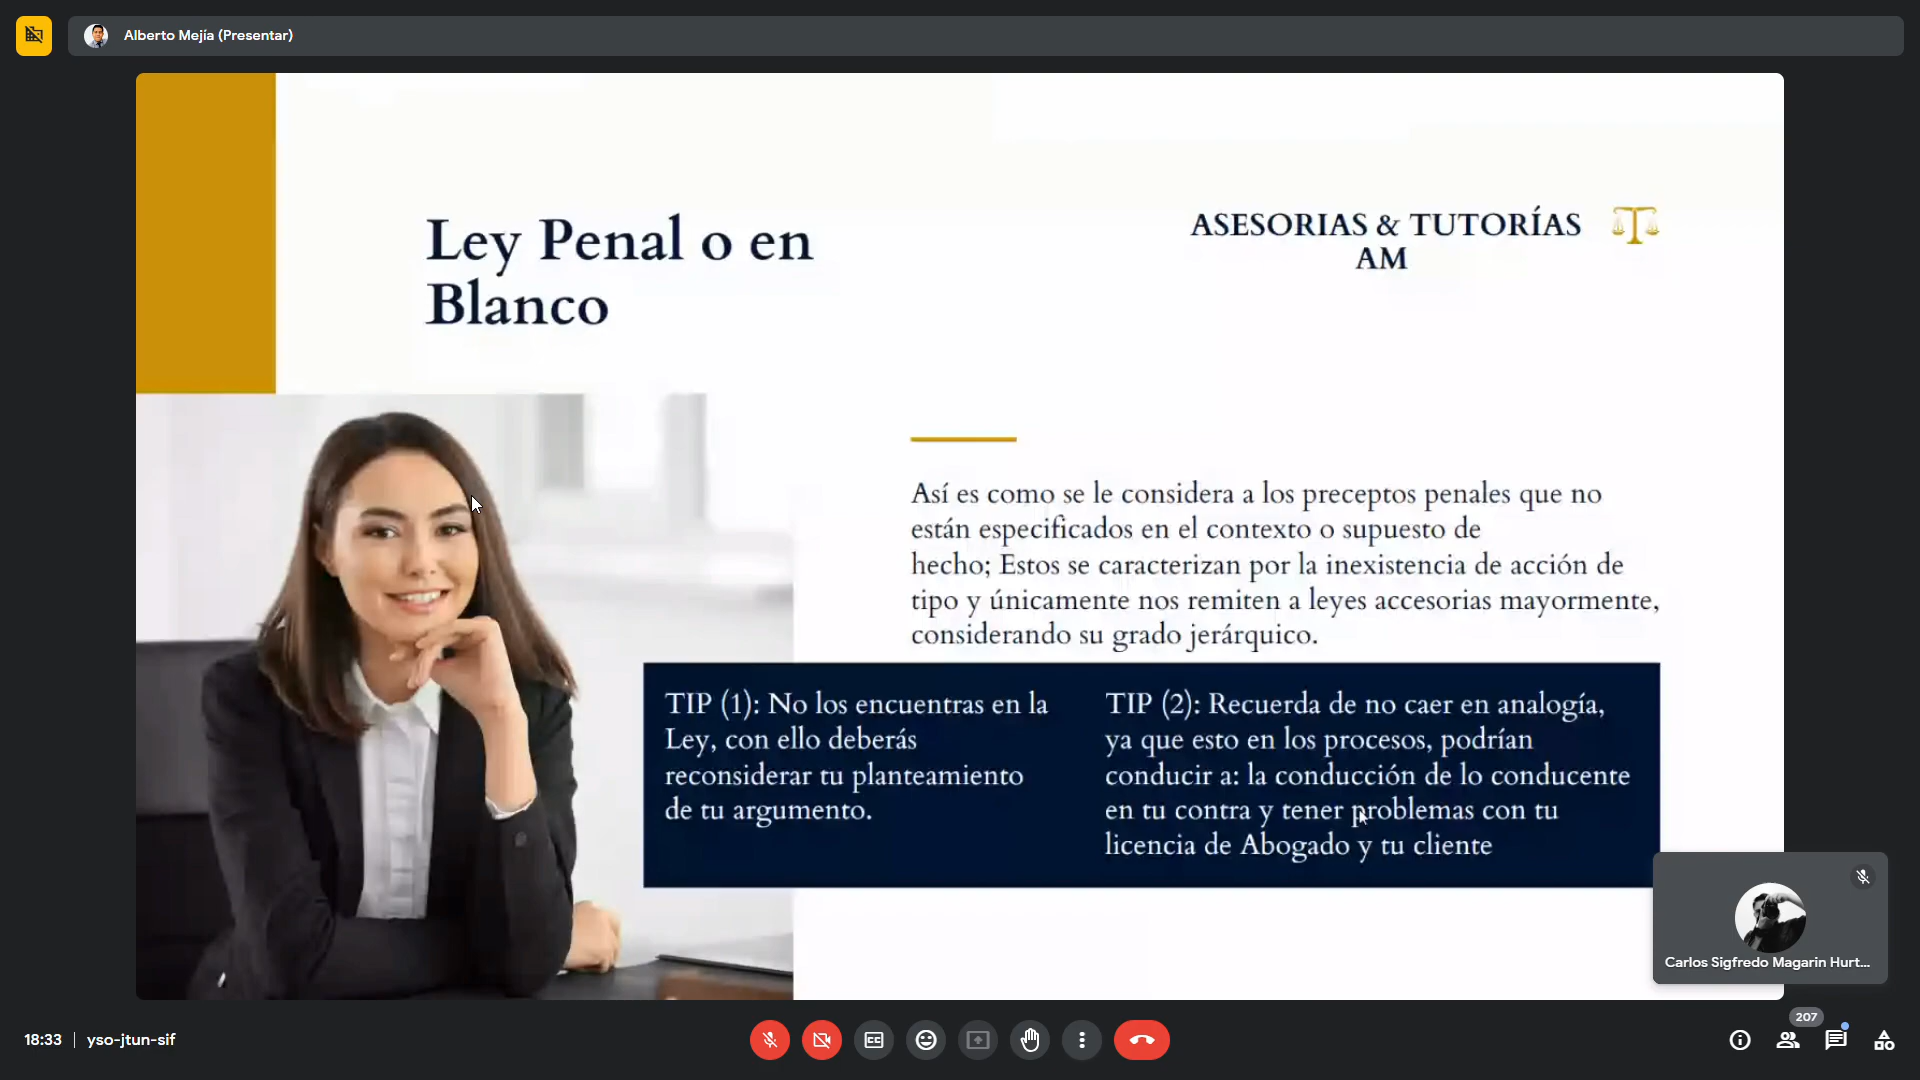 Alberto Mejía (Presentar)
Ley Penal o en
Blanco
ASESORIAS & TUTORÍAS
AM
Así es como se le considera a los preceptos penales que no
están especificados en el contexto o supuesto de
hecho; Estos se caracterizan por la inexistencia de acción de
tipo y únicamente nos remiten a leyes accesorias mayormente,
considerando su grado jerárquico.
TIP (1): No los encuentras en la
Ley, con ello deberás
reconsiderar tu planteamiento
de tu argumento.
TIP (2): Recuerda de no caer en analogía,
ya que esto en los procesos, podrían
conducir a: la conducción de lo conducente
en tu contra y tener problemas con tu
licencia de Abogado y tu cliente
Carlos Sigfredo Magarin Hurt...
18:33 | yso-jtun-sif
207